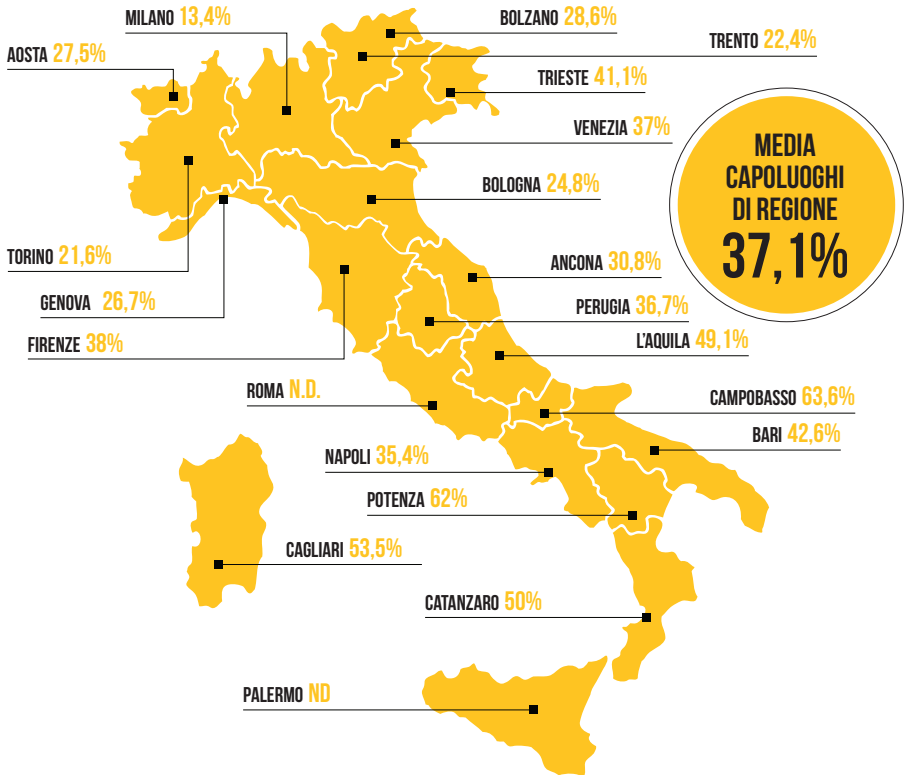 MILANO 13,4%
BOLZANO 28,6%
AOSTA 27,5%
TRENTO 22,4%
TRIESTE 41,1%
VENEZIA 37%
MEDIA
CAPOLUOGHI
DI REGIONE
37,1%
BOLOGNA 24,8%
TORINO 21,6%
ANCONA 30,8%
GENOVA 26,7%
PERUGIA 36,7%
FIRENZE 38%
L'AQUILA 49,1%
ROMA N.D.
CAMPOBASSO 63,6%
BARI 42,6%
NAPOLI 35,4%
POTENZA 62%
CAGLIARI 53,5%
CATANZARO 50%
PALERMO ND